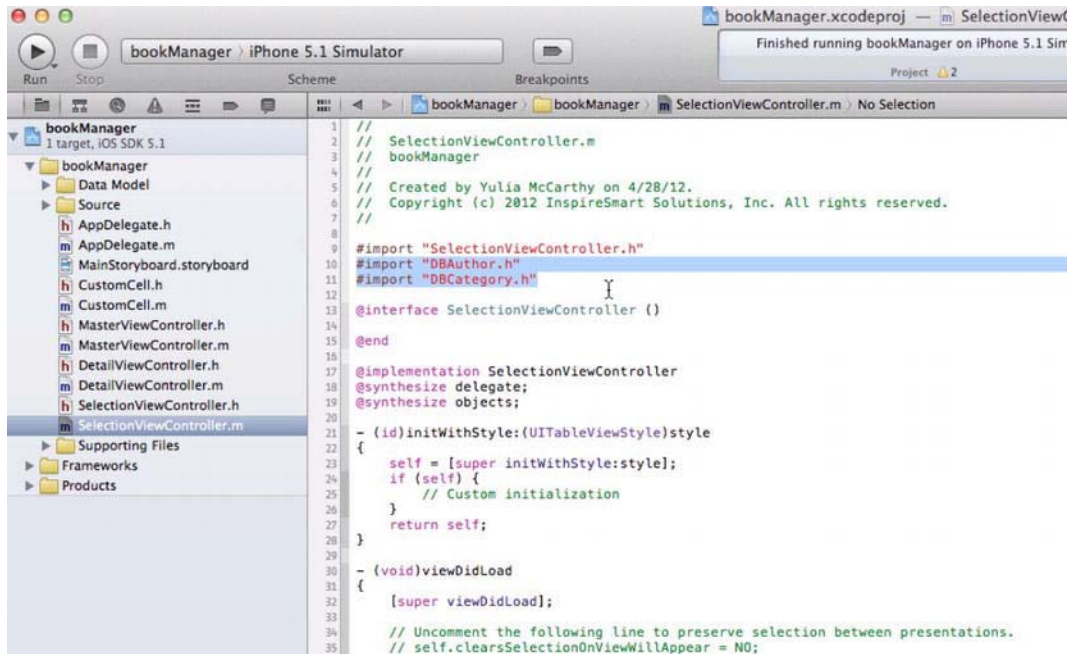 bookManager.xcodeproj — m SelectionViewC
bookManager iPhone 5.1 Simulator
Finished running bookManager on iPhone 5.1 Sim
Project 2
Run Stop Scheme Breakpoints
bookManager bookManager m SelectionViewController.m No Selection
bookManager
1 target, iOS SDK 5.1
bookManager
Data Model
Source
h AppDelegate.h
m AppDelegate.m
MainStoryboard.storyboard
h CustomCell.h
m CustomCell.m
h MasterViewController.h
m MasterViewController.m
h DetailViewController.h
m DetailViewController.m
h SelectionViewController.h
m SelectionViewController.m
Supporting Files
Frameworks
Products
1 //
2 // SelectionViewController.m
3 // bookManager
4 //
5 // Created by Yulia McCarthy on 4/28/12.
6 // Copyright (c) 2012 InspireSmart Solutions, Inc. All rights reserved.
7 //
8
9 #import "SelectionViewController.h"
10 #import "DBAuthor.h"
11 #import "DBCategory.h"
12
13 @interface SelectionViewController ()
14
15 @end
16
17 @implementation SelectionViewController
18 @synthesize delegate;
19 @synthesize objects;
20
21 - (id)initWithStyle:(UITableViewStyle)style
22 {
23 self = [super initWithStyle:style];
24 if (self) {
25 // Custom initialization
26 }
27 return self;
28 }
29
30 - (void)viewDidLoad
31 {
32 [super viewDidLoad];
33
34 // Uncomment the following line to preserve selection between presentations.
35 // self.clearsSelectionOnViewWillAppear = NO;